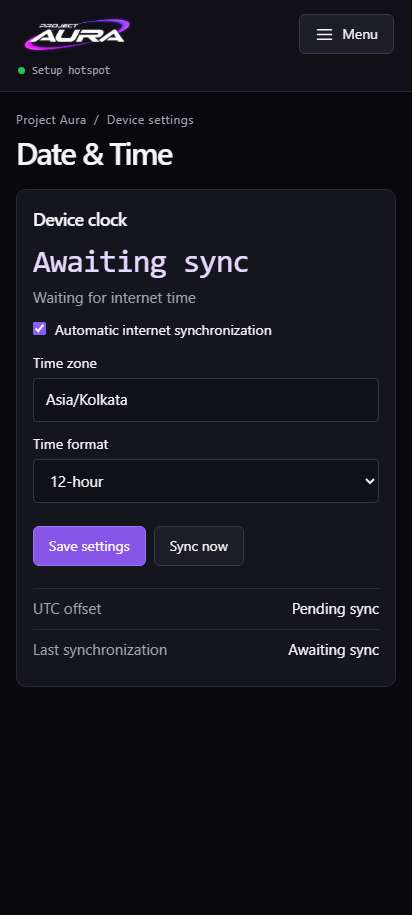 PROJECT
AURA
Menu
Setup hotspot
Project Aura / Device settings
Date & Time
Device clock
Awaiting sync
Waiting for internet time
Automatic internet synchronization
Time zone
Asia/Kolkata
Time format
12-hour
Save settings
Sync now
UTC offset
Pending sync
Last synchronization
Awaiting sync